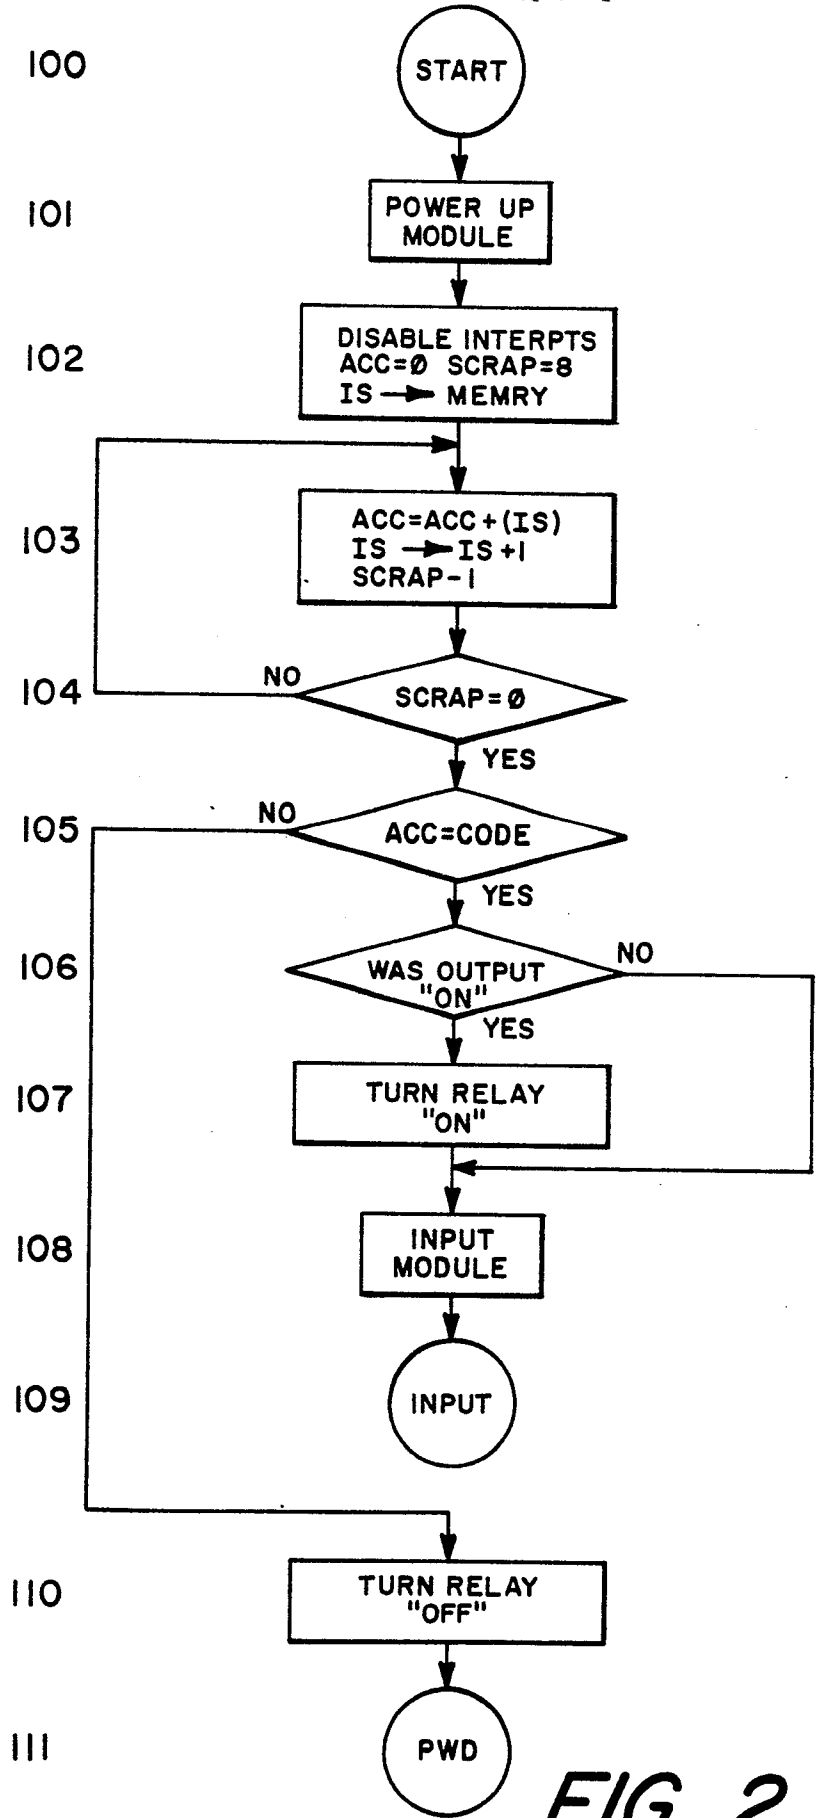 100
START
101
POWER UP
MODULE
102
DISABLE INTERPTS
ACC=Ø SCRAP=8
IS → MEMRY
103
ACC=ACC+(IS)
IS → IS+1
SCRAP-1
104
NO
SCRAP=Ø
YES
105
NO
ACC=CODE
YES
106
WAS OUTPUT
"ON"
NO
YES
107
TURN RELAY
"ON"
108
INPUT
MODULE
109
INPUT
110
TURN RELAY
"OFF"
111
PWD
FIG. 2